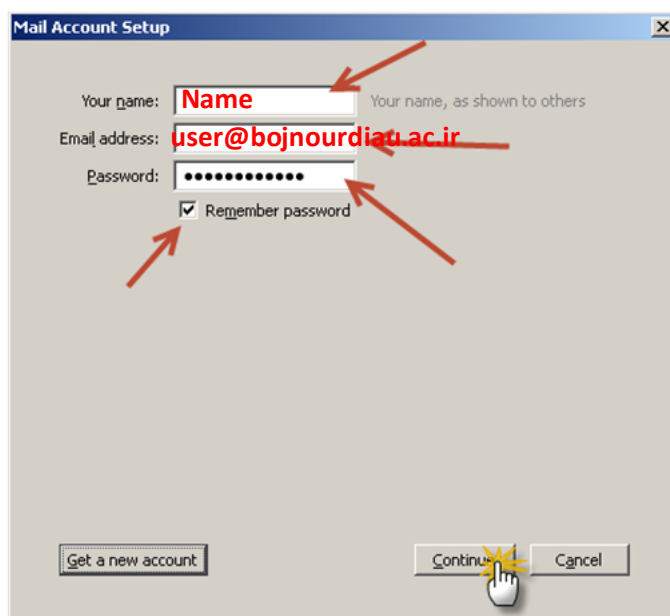 Mail Account Setup
Your name: Name Your name, as shown to others
Email address: user@bojnourdiau.ac.ir
Password: ••••••••••••
Remember password
Get a new account Continue Cancel